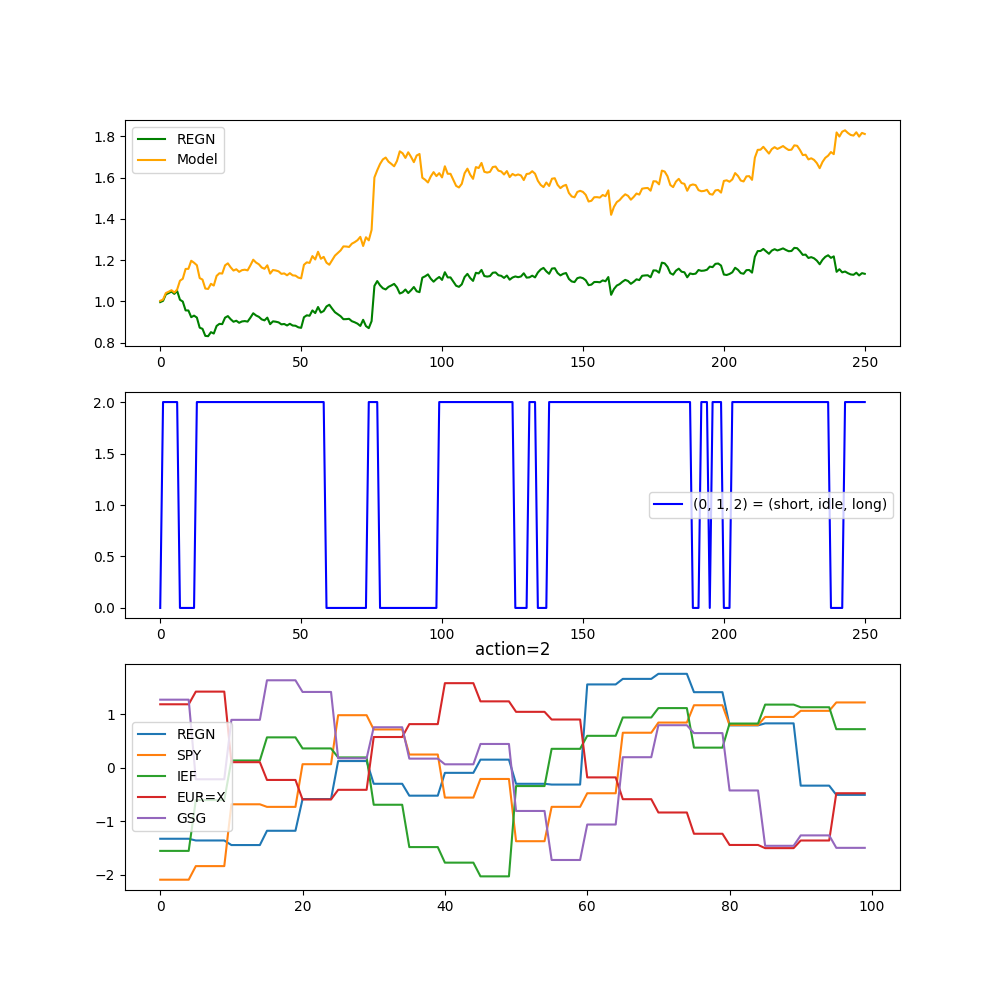 REGN
Model
1.8
1.6
1.4
1.2
1.0
0.8
0 50 100 150 200 250
2.0
1.5
1.0
0.5
0.0
(0, 1, 2) = (short, idle, long)
0 50 100 150 200 250
action=2
1
0
−1
−2
REGN
SPY
IEF
EUR=X
GSG
0 20 40 60 80 100